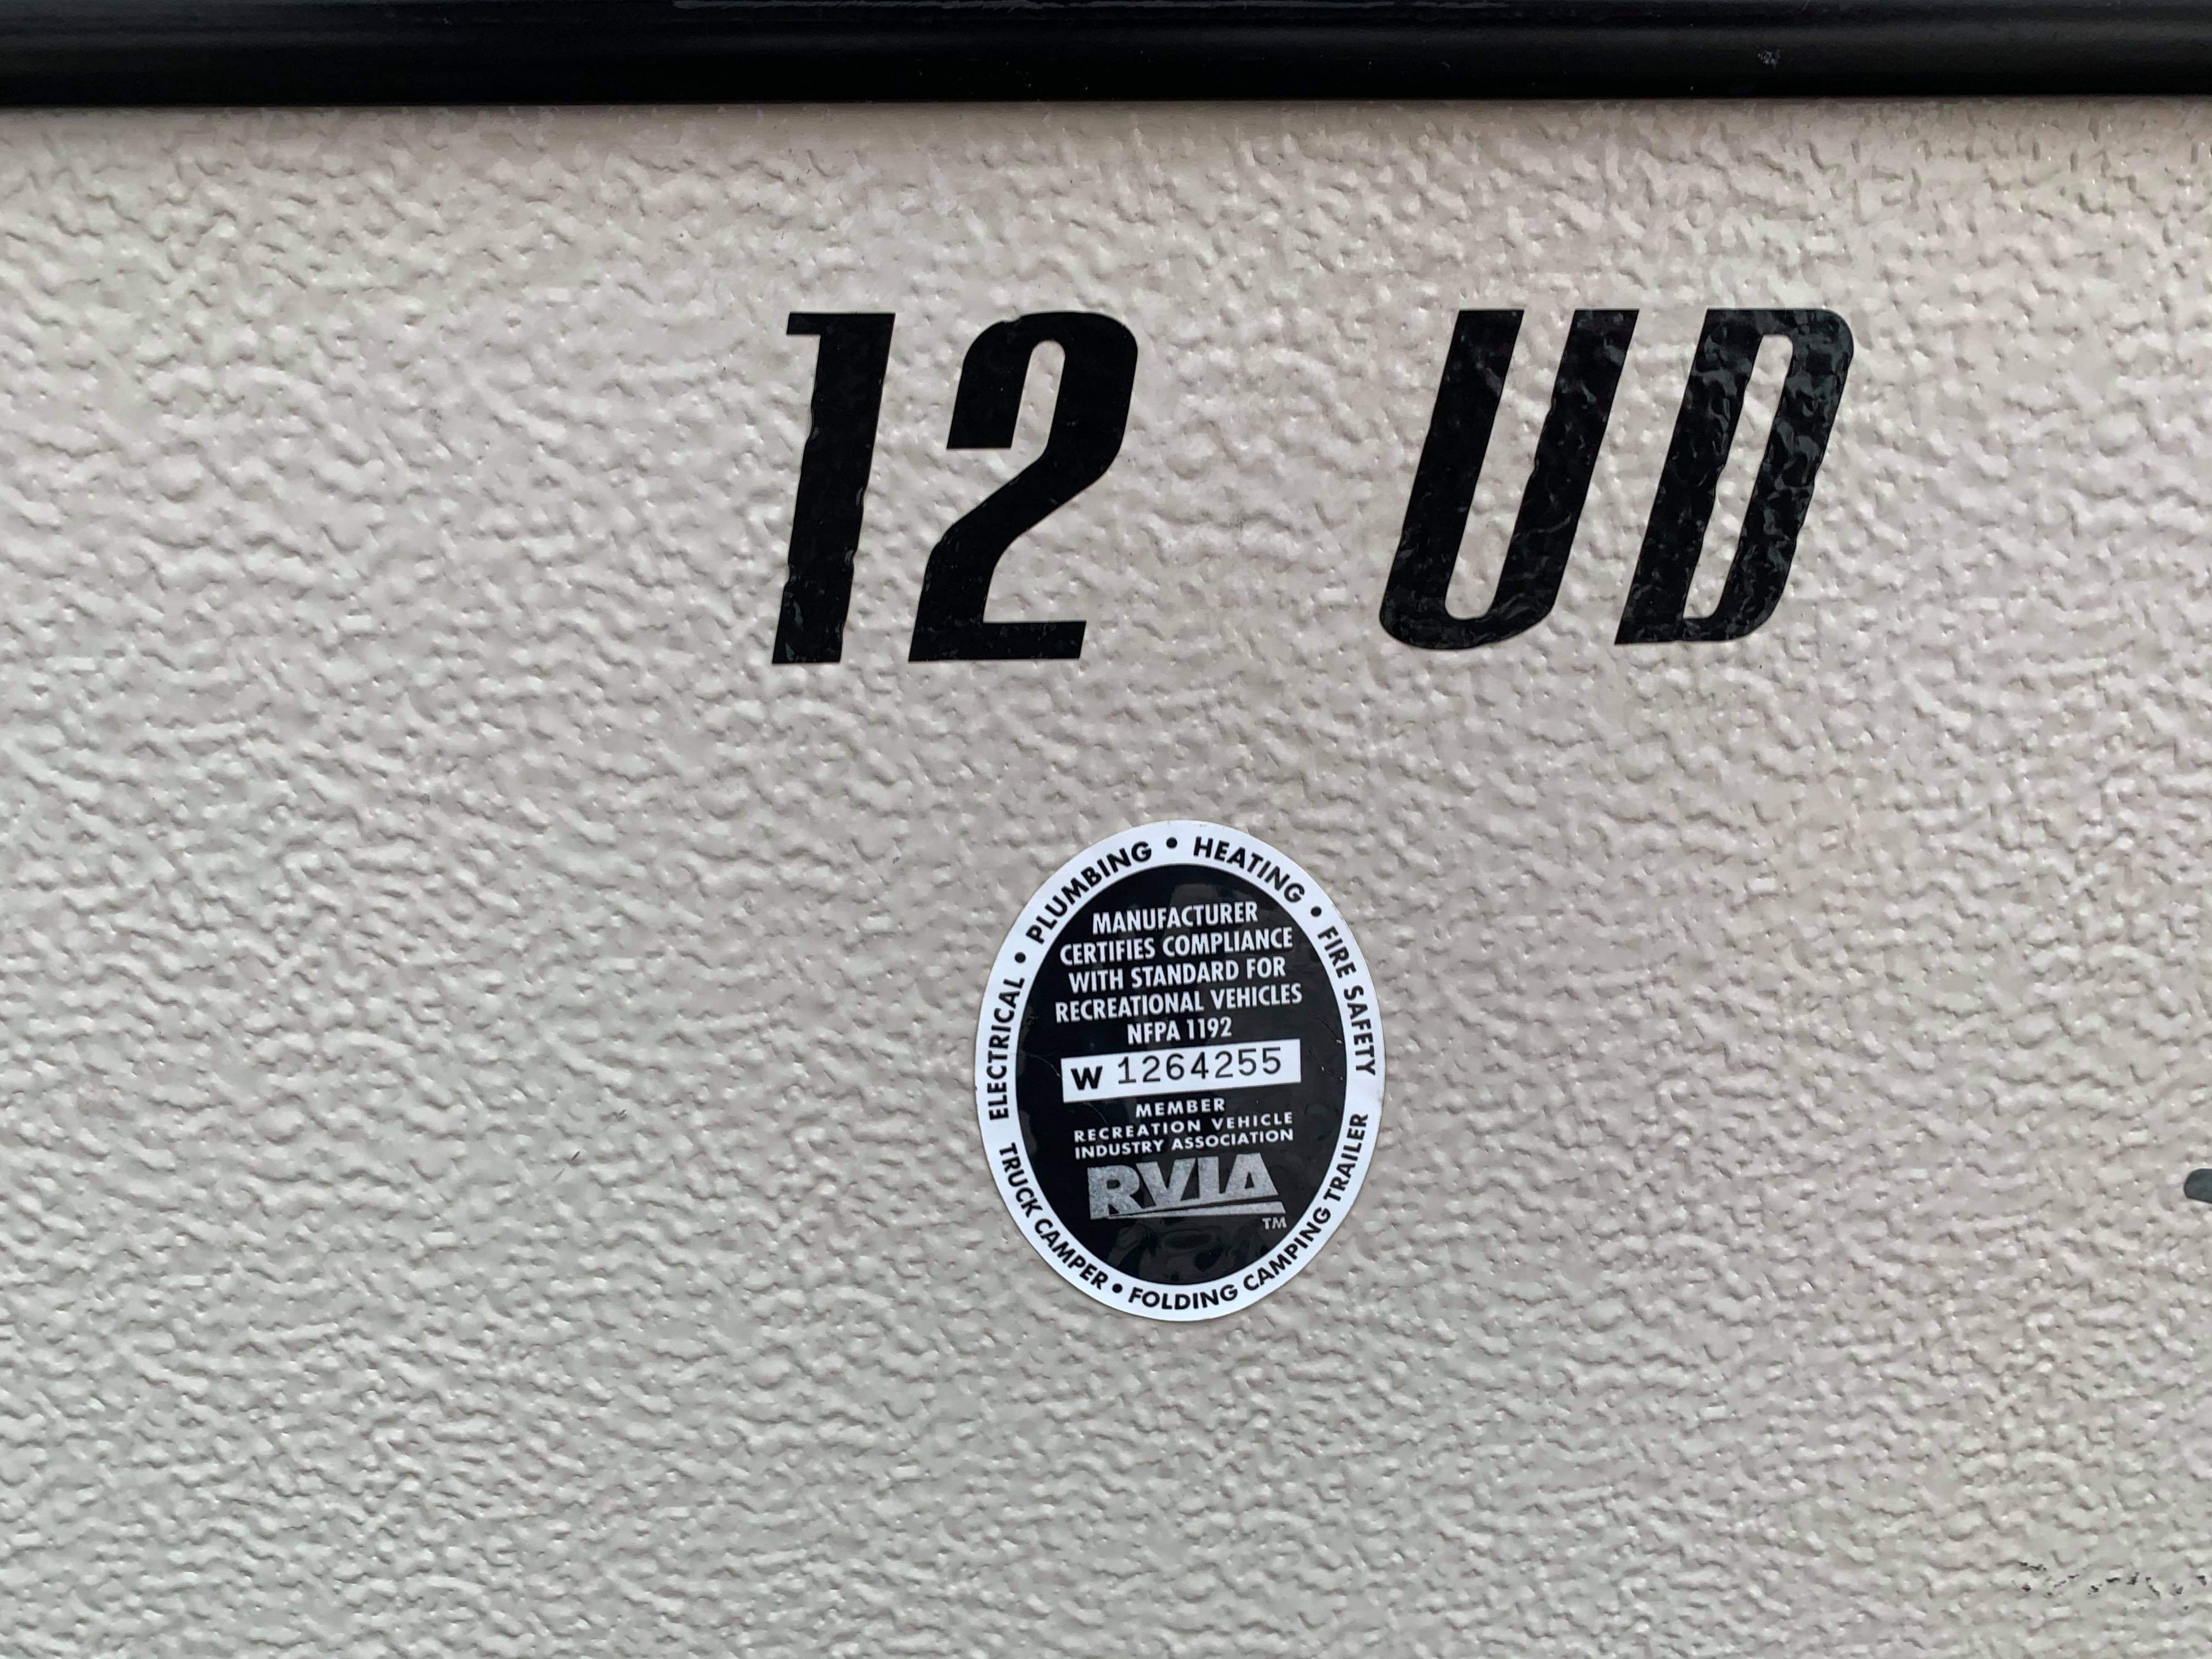 12 UD
ELECTRICAL • PLUMBING • HEATING • FIRE SAFETY
MANUFACTURER
CERTIFIES COMPLIANCE
WITH STANDARD FOR
RECREATIONAL VEHICLES
NFPA 1192
W 1264255
MEMBER
RECREATION VEHICLE
INDUSTRY ASSOCIATION
RVIA
TM
TRUCK CAMPER • FOLDING CAMPING TRAILER